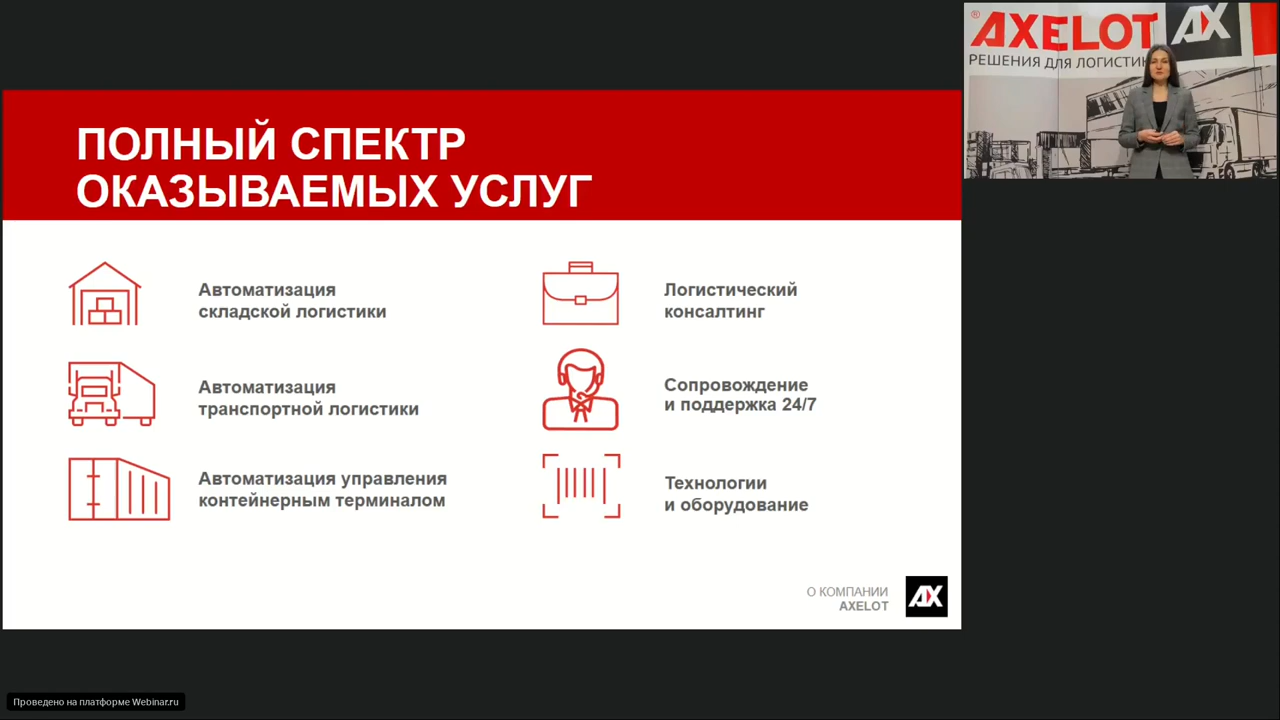 ПОЛНЫЙ СПЕКТР
ОКАЗЫВАЕМЫХ УСЛУГ
Автоматизация
складской логистики
Автоматизация
транспортной логистики
Автоматизация управления
контейнерным терминалом
Логистический
консалтинг
Сопровождение
и поддержка 24/7
Технологии
и оборудование
О КОМПАНИИ
AXELOT
AX
® AXELOT AX
РЕШЕНИЯ ДЛЯ
Проведено на платформе Webinar.ru